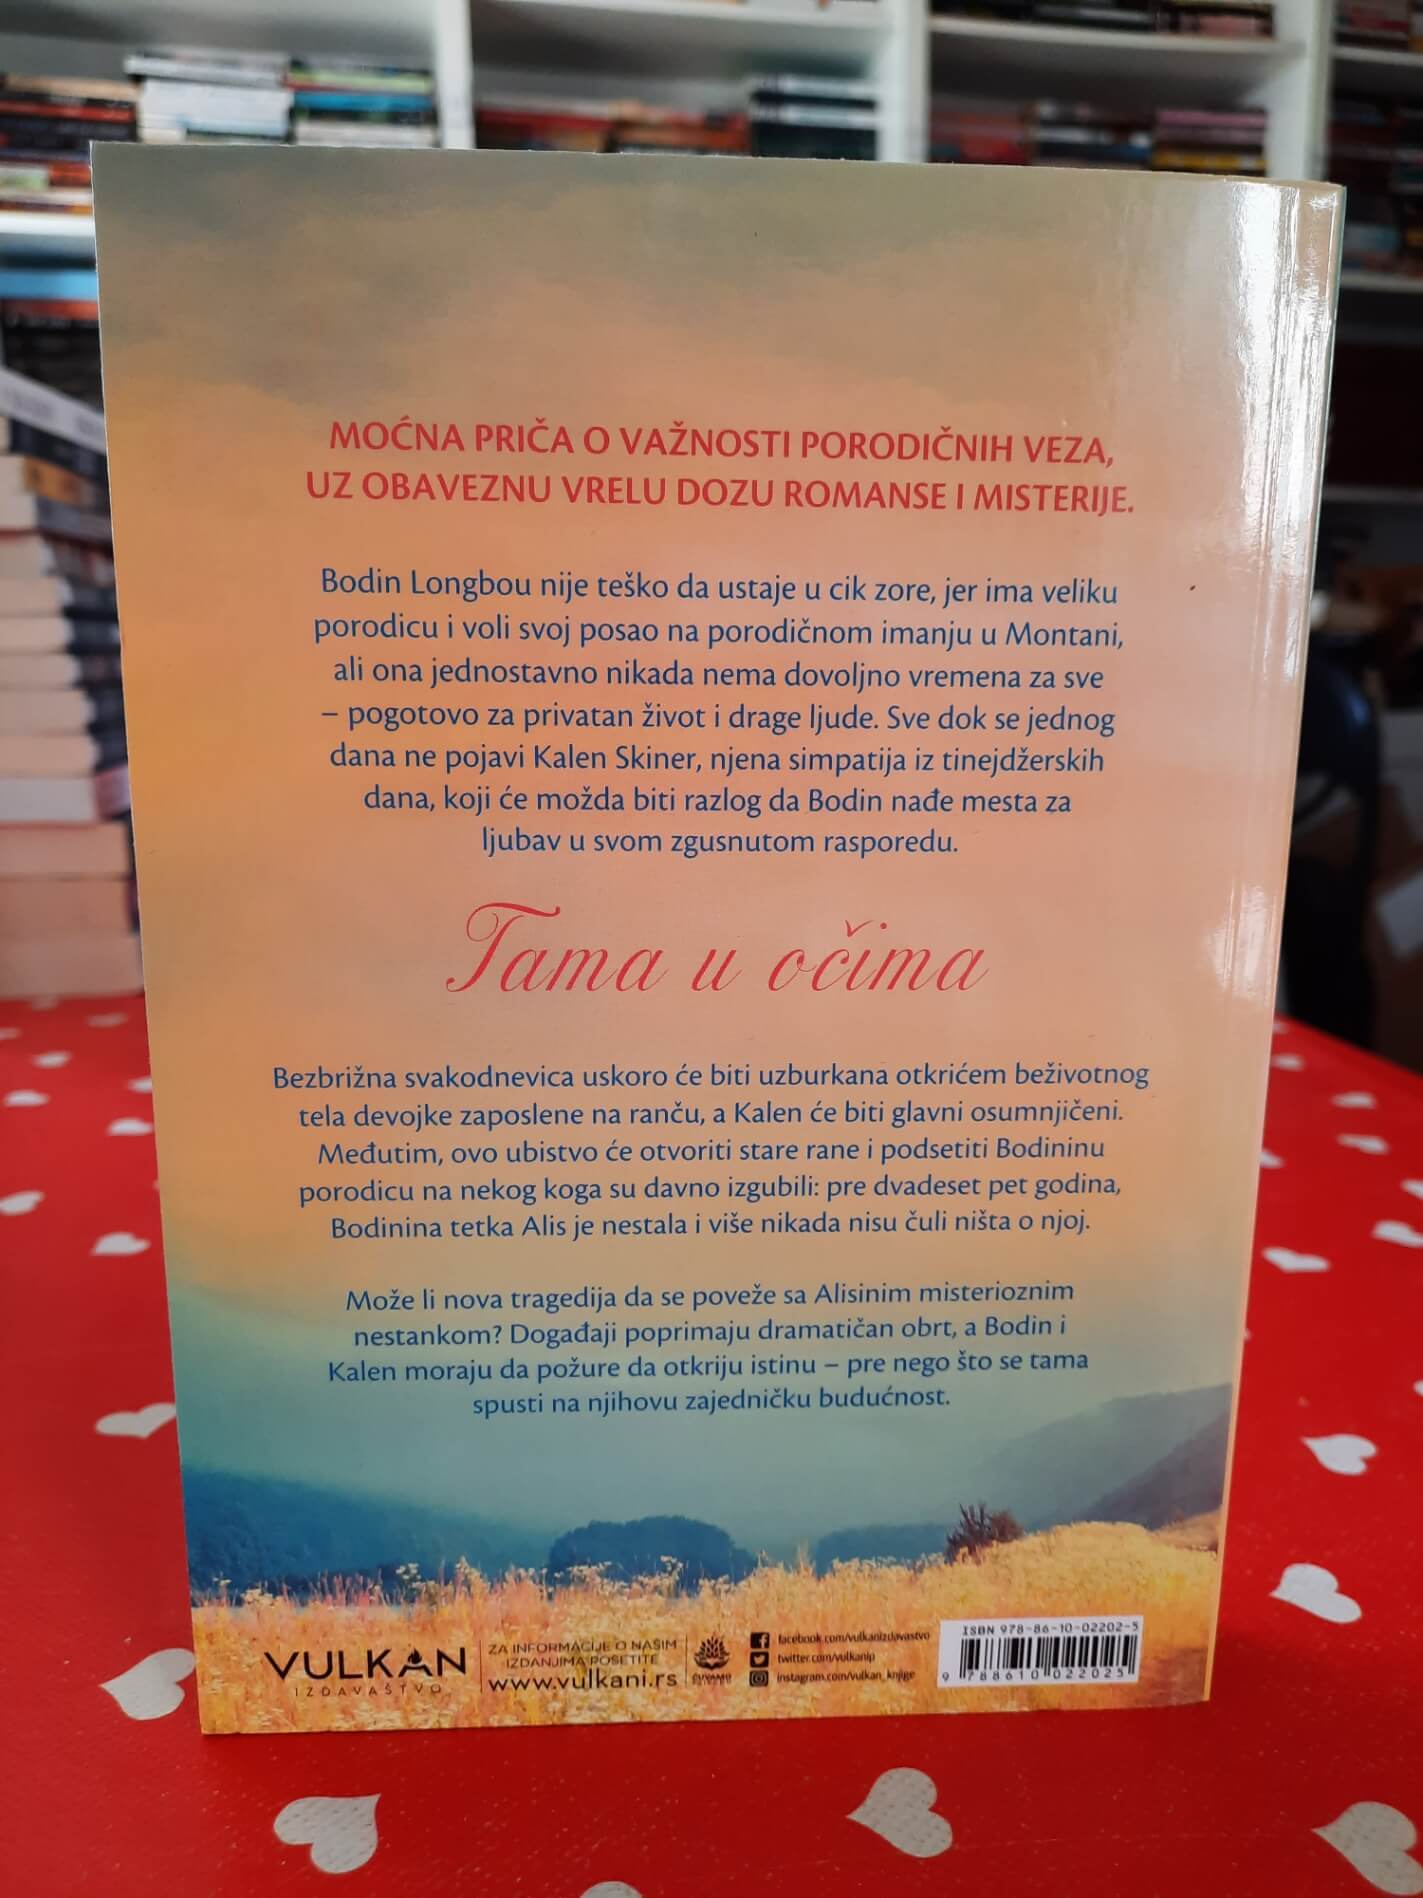 MOĆNA PRIČA O VAŽNOSTI PORODIČNIH VEZA,
UZ OBAVEZNU VRELU DOZU ROMANSE I MISTERIJE.
Bodin Longbou nije teško da ustaje u cik zore, jer ima veliku
porodicu i voli svoj posao na porodičnom imanju u Montani,
ali ona jednostavno nikada nema dovoljno vremena za sve
– pogotovo za privatan život i drage ljude. Sve dok se jednog
dana ne pojavi Kalen Skiner, njena simpatija iz tinejdžerskih
dana, koji će možda biti razlog da Bodin nađe mesta za
ljubav u svom zgusnutom rasporedu.
Tama u očima
Bezbrižna svakodnevica uskoro će biti uzburkana otkrićem beživotnog
tela devojke zaposlene na ranču, a Kalen će biti glavni osumnjičeni.
Međutim, ovo ubistvo će otvoriti stare rane i podsetiti Bodininu
porodicu na nekog koga su davno izgubili: pre dvadeset pet godina,
Bodinina tetka Alis je nestala i više nikada nisu čuli ništa o njoj.
Može li nova tragedija da se poveže sa Alisinim misterioznim
nestankom? Događaji poprimaju dramatičan obrt, a Bodin i
Kalen moraju da požure da otkriju istinu – pre nego što se tama
spusti na njihovu zajedničku budućnost.
VULKAN
IZDAVAŠTVO
ZA INFORMACIJE O NAŠIM
IZDANJIMA POSETITE
www.vulkani.rs
facebook.com/vulkanizdavastvo
twitter.com/vulkanip
instagram.com/vulkan_knjige
ISBN 978-86-10-02202-5
9 788610 022025